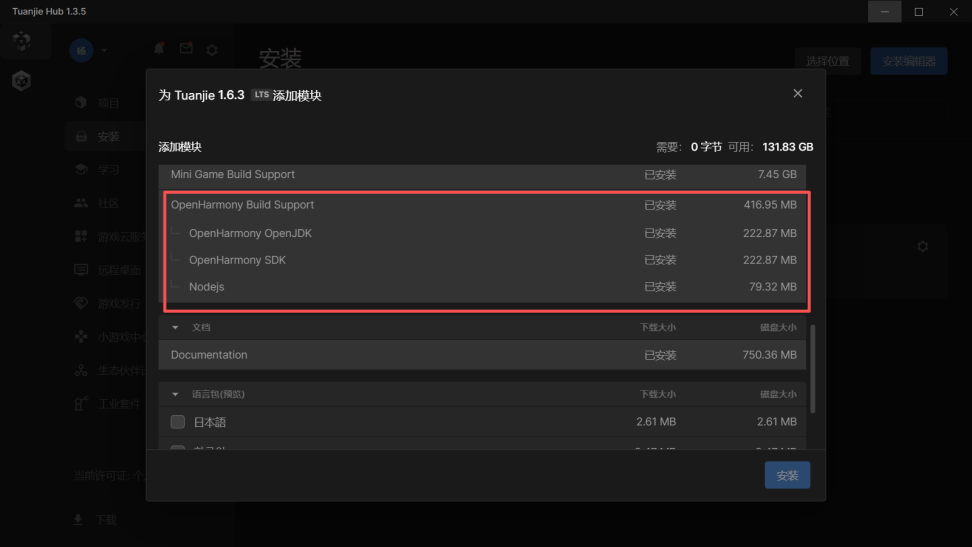 Tuanjie Hub 1.3.5
杨
安装
选择位置
安装编辑器
为 Tuanjie 1.6.3 LTS 添加模块
项目
添加模块
需要: 0 字节 可用: 131.83 GB
安装
Mini Game Build Support 已安装 7.45 GB
学习
社区
OpenHarmony Build Support 已安装 416.95 MB
游戏云服务
OpenHarmony OpenJDK 已安装 222.87 MB
远程桌面
OpenHarmony SDK 已安装 222.87 MB
游戏发行
Nodejs 已安装 79.32 MB
文档 下载大小 磁盘大小
小游戏中心
Documentation 已安装 750.36 MB
生态伙伴
语言包(预览) 下载大小 磁盘大小
工业套件
日本語 2.61 MB 2.61 MB
当前许可证: 个
安装
下载